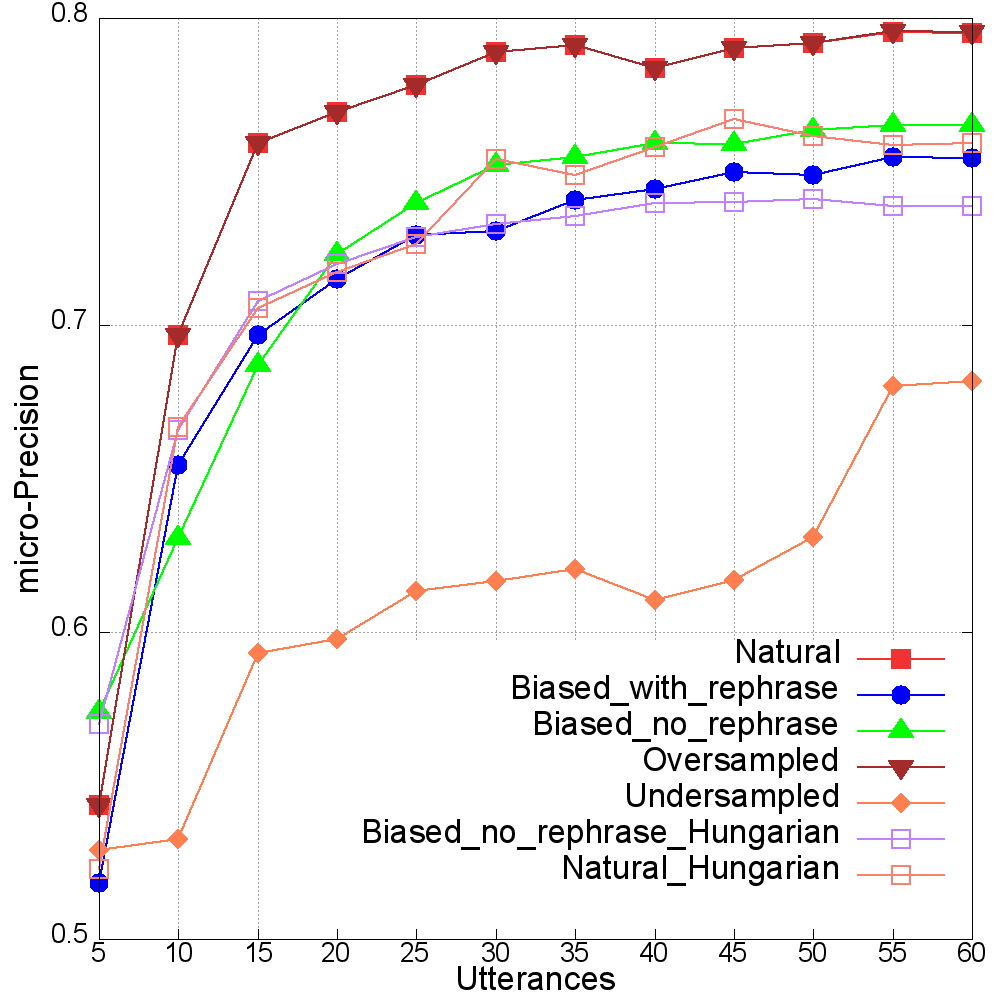 0.8
0.7
0.6
0.5
micro-Precision
Natural
Biased_with_rephrase
Biased_no_rephrase
Oversampled
Undersampled
Biased_no_rephrase_Hungarian
Natural_Hungarian
5 10 15 20 25 30 35 40 45 50 55 60
Utterances